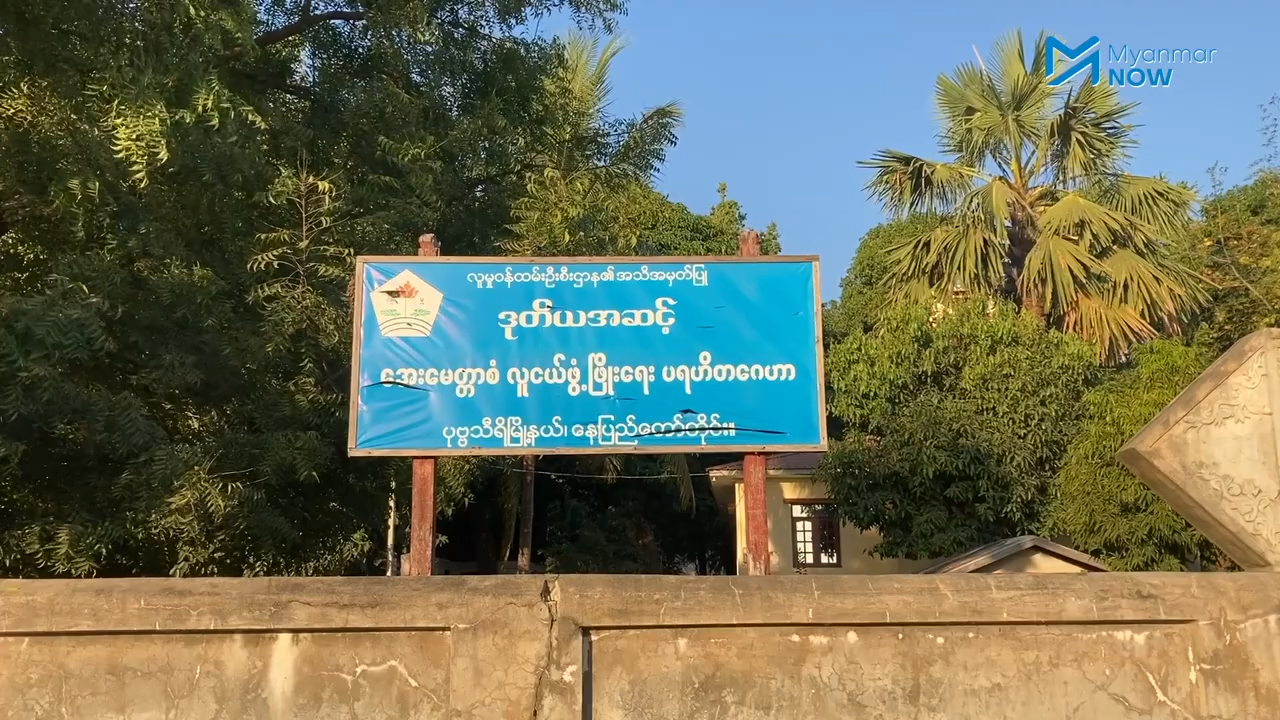 Myanmar
NOW
လူမှုဝန်ထမ်းဦးစီးဌာန၏ အသိအမှတ်ပြု
ဒုတိယအဆင့်
အေးမေတ္တာစံ လူငယ်ဖွံ့ဖြိုးရေး ပရဟိတဂေဟာ
ပုဗ္ဗသီရိမြို့နယ်၊ နေပြည်တော်တိုင်း။